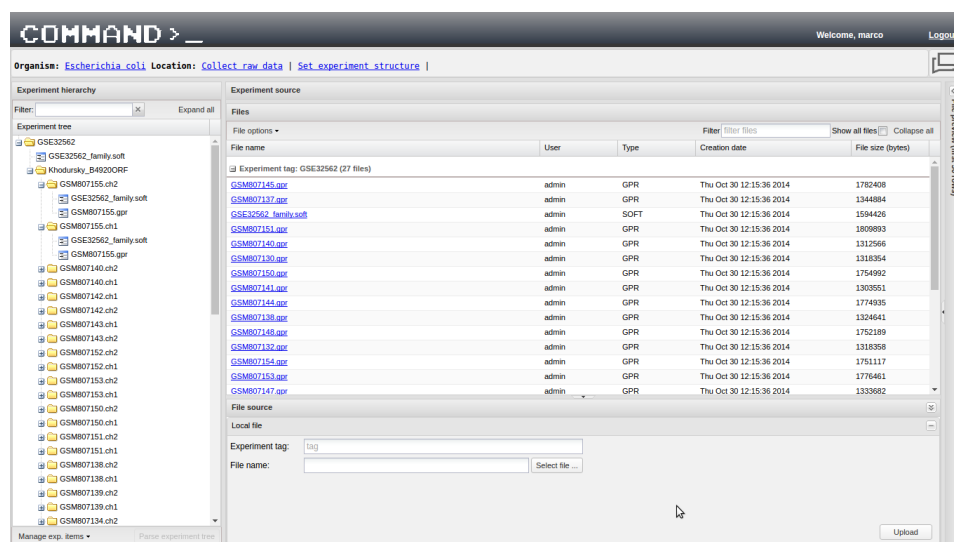 COMMAND>_
Welcome, marco
Logou
Organism: Escherichia coli Location: Collect raw data | Set experiment structure |
Experiment hierarchy
Filter:
Expand all
Experiment tree
GSE32562
GSE32562_family.soft
Khodursky_B4920ORF
GSM807155.ch2
GSE32562_family.soft
GSM807155.gpr
GSM807155.ch1
GSE32562_family.soft
GSM807155.gpr
GSM807140.ch2
GSM807140.ch1
GSM807142.ch1
GSM807142.ch2
GSM807143.ch1
GSM807143.ch2
GSM807152.ch2
GSM807152.ch1
GSM807153.ch2
GSM807153.ch1
GSM807150.ch2
GSM807150.ch1
GSM807151.ch2
GSM807151.ch1
GSM807138.ch2
GSM807138.ch1
GSM807139.ch2
GSM807139.ch1
GSM807134.ch2
Manage exp. items
Parse experiment tree
Experiment source
Files
File options
Filter filter files
Show all files
Collapse all
File name User Type Creation date File size (bytes)
Experiment tag: GSE32562 (27 files)
GSM807145.gpr admin GPR Thu Oct 30 12:15:36 2014 1782408
GSM807137.gpr admin GPR Thu Oct 30 12:15:36 2014 1344884
GSE32562_family.soft admin SOFT Thu Oct 30 12:15:36 2014 1594426
GSM807151.gpr admin GPR Thu Oct 30 12:15:36 2014 1809893
GSM807140.gpr admin GPR Thu Oct 30 12:15:36 2014 1312566
GSM807130.gpr admin GPR Thu Oct 30 12:15:36 2014 1318354
GSM807150.gpr admin GPR Thu Oct 30 12:15:36 2014 1754992
GSM807141.gpr admin GPR Thu Oct 30 12:15:36 2014 1303551
GSM807144.gpr admin GPR Thu Oct 30 12:15:36 2014 1774935
GSM807138.gpr admin GPR Thu Oct 30 12:15:36 2014 1324641
GSM807148.gpr admin GPR Thu Oct 30 12:15:36 2014 1752189
GSM807132.gpr admin GPR Thu Oct 30 12:15:36 2014 1318358
GSM807154.gpr admin GPR Thu Oct 30 12:15:36 2014 1751117
GSM807153.gpr admin GPR Thu Oct 30 12:15:36 2014 1776461
GSM807147.gpr admin GPR Thu Oct 30 12:15:36 2014 1333682
File source
Local file
Experiment tag: tag
File name:
Select file ...
Upload